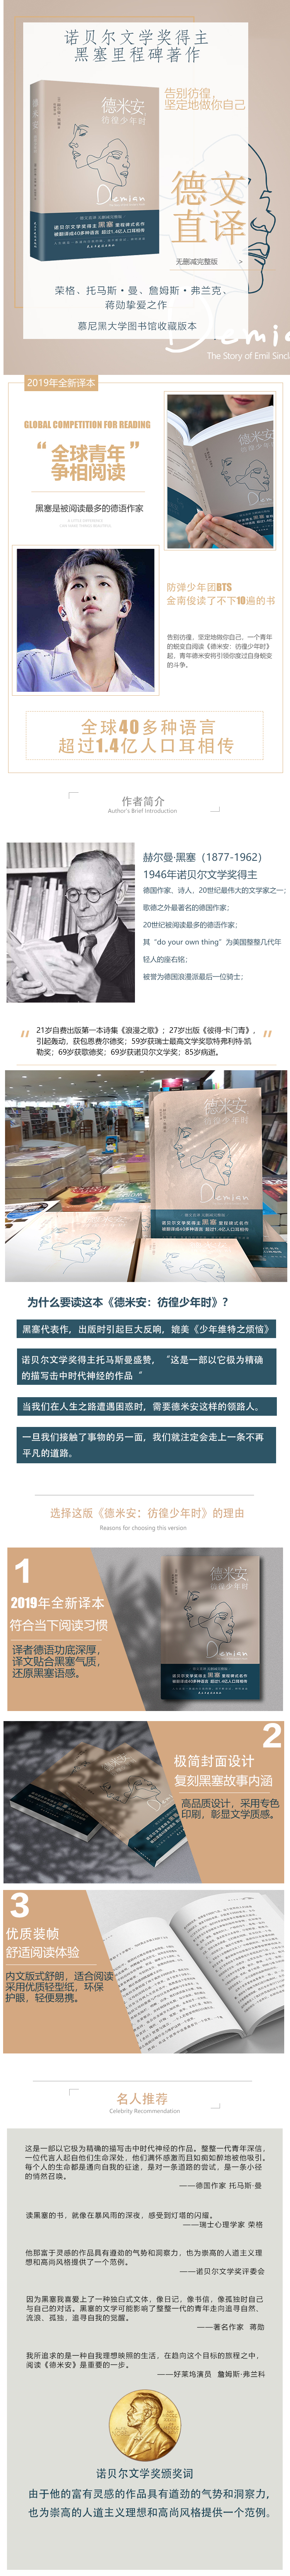 诺贝尔文学奖得主
黑塞里程碑著作
告别彷徨，
坚定地做你自己
德米安
彷徨少年时
Demian
德文
直译
无删减完整版 >
荣格、托马斯·曼、詹姆斯·弗兰克、
蒋勋挚爱之作
慕尼黑大学图书馆收藏版本
Demian
The Story of Emil Sincl
2019年全新译本
GLOBAL COMPETITION FOR READING
“全球青年”
争相阅读
黑塞是被阅读最多的德语作家
德米安
彷徨少年时
防弹少年团BTS
金南俊读了不下10遍的书
告别彷徨，坚定地做你自己，一个青年
的蜕变自阅读《德米安：彷徨少年时》
起，青年德米安将引领你度过自身蜕变
的斗争。
全球40多种语言
超过1.4亿人口耳相传
作者简介
Author's Brief Introduction
赫尔曼·黑塞（1877-1962）
1946年诺贝尔文学奖得主
德国作家，诗人，20世纪最伟大的文学家之一；
歌德之外最著名的德国作家；
20世纪被阅读最多的德语作家；
其“do your own thing”为美国整整几代年
轻人的座右铭；
被誉为德国浪漫派最后一位骑士；
“ 21岁自费出版第一本诗集《浪漫之歌》；27岁出版《彼得·卡门青》， ”
引起轰动，获包恩费尔德奖；59岁获瑞士最高文学奖歌特弗利特·凯
勒奖；69岁获歌德奖；69岁获诺贝尔文学奖；85岁病逝。
彷徨少年时
Demian
为什么要读这本《德米安：彷徨少年时》?
黑塞代表作，出版时引起巨大反响，媲美《少年维特之烦恼》
诺贝尔文学奖得主托马斯曼盛赞，“这是一部以它极为精确
的描写击中时代神经的作品 “
当我们在人生之路遭遇困惑时，需要德米安这样的领路人。
一旦我们接触了事物的另一面，我们就注定会走上一条不再
平凡的道路。
选择这版《德米安：彷徨少年时》的理由
Reasons for choosing this version
1
2019年全新译本
符合当下阅读习惯
译者德语功底深厚，
译文贴合黑塞气质，
还原黑塞语感。
德米安
彷徨少年时
Demian
2
极简封面设计
复刻黑塞故事内涵
高品质设计，采用专色
印刷，彰显文学质感。
3
优质装帧
舒适阅读体验
内文版式舒朗，适合阅读
采用优质轻型纸，环保
护眼，轻便易携。
名人推荐
Celebrity Recommendation
这是一部以它极为精确的描写击中时代神经的作品。整整一代青年深信，
一位代言人起自他们生命深处，他们满怀感激而且如痴如醉地被他吸引。
每个人的生命都是通向自我的征途，是对一条道路的尝试，是一条小径
的悄然召唤。
——德国作家 托马斯·曼
读黑塞的书，就像在暴风雨的深夜，感受到灯塔的闪耀。
——瑞士心理学家 荣格
他那富于灵感的作品具有遒劲的气势和洞察力，也为崇高的人道主义理
想和高尚风格提供了一个范例。
——诺贝尔文学奖评委会
因为黑塞我喜爱上了一种独白式文体，像日记，像书信，像孤独时自己
与自己的对话。黑塞的文学可能影响了整整一代的青年走向追寻自然，
流浪，孤独，追寻自我的觉醒。
——著名作家 蒋勋
我所追求的是一种自我理想映照的生活，在趋向这个目标的旅程之中，
阅读《德米安》是重要的一步。
——好莱坞演员 詹姆斯·弗兰科
诺贝尔文学奖颁奖词
由于他的富有灵感的作品具有遒劲的气势和洞察力，
也为崇高的人道主义理想和高尚风格提供一个范例。